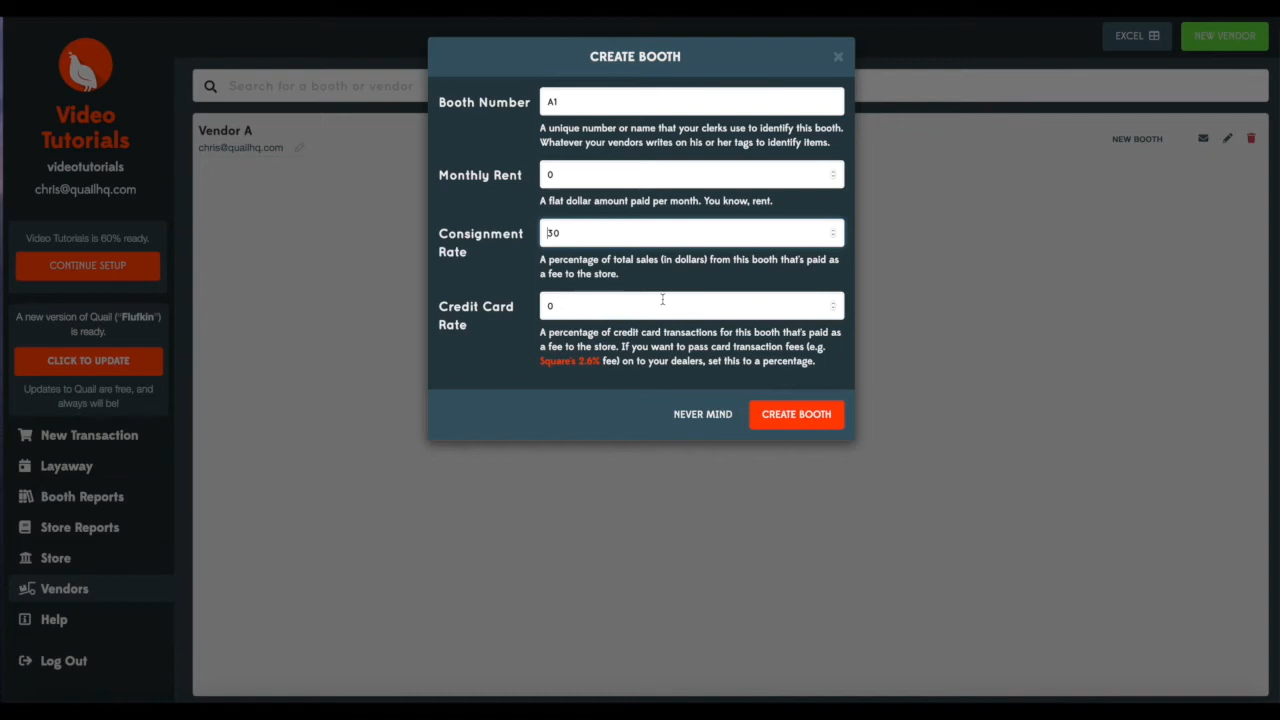 Video
Tutorials
videotutorials
chris@quailhq.com
Video Tutorials is 60% ready.
CONTINUE SETUP
A new version of Quail ("Flufkin")
is ready.
CLICK TO UPDATE
Updates to Quail are free, and
always will be!
New Transaction
Layaway
Booth Reports
Store Reports
Store
Vendors
Help
Log Out
EXCEL
NEW VENDOR
Search for a booth or vendor
Vendor A
chris@quailhq.com
NEW BOOTH
CREATE BOOTH
Booth Number
A1
A unique number or name that your clerks use to identify this booth.
Whatever your vendors writes on his or her tags to identify items.
Monthly Rent
0
A flat dollar amount paid per month. You know, rent.
Consignment
Rate
30
A percentage of total sales (in dollars) from this booth that's paid as
a fee to the store.
Credit Card
Rate
0
A percentage of credit card transactions for this booth that's paid as
a fee to the store. If you want to pass card transaction fees (e.g.
Square's 2.6% fee) on to your dealers, set this to a percentage.
NEVER MIND
CREATE BOOTH